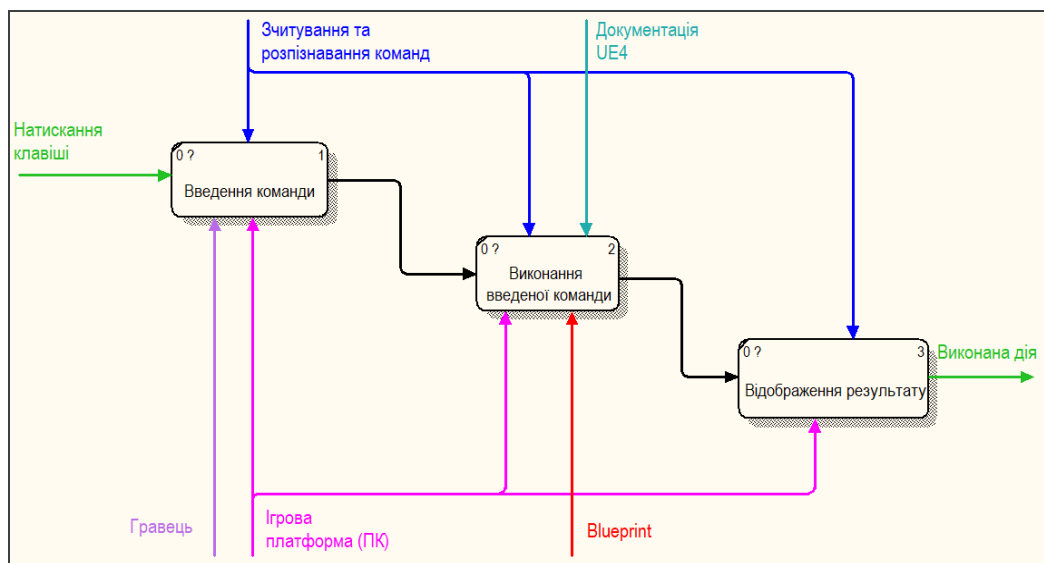 Зчитування та
розпізнавання команд
Документація
UE4
Натискання
клавіші
0 ?
1
Введення команди
0 ?
2
Виконання
введеної команди
0 ?
3
Відображення результату
Виконана дія
Гравець
Ігрова
платформа (ПК)
Blueprint